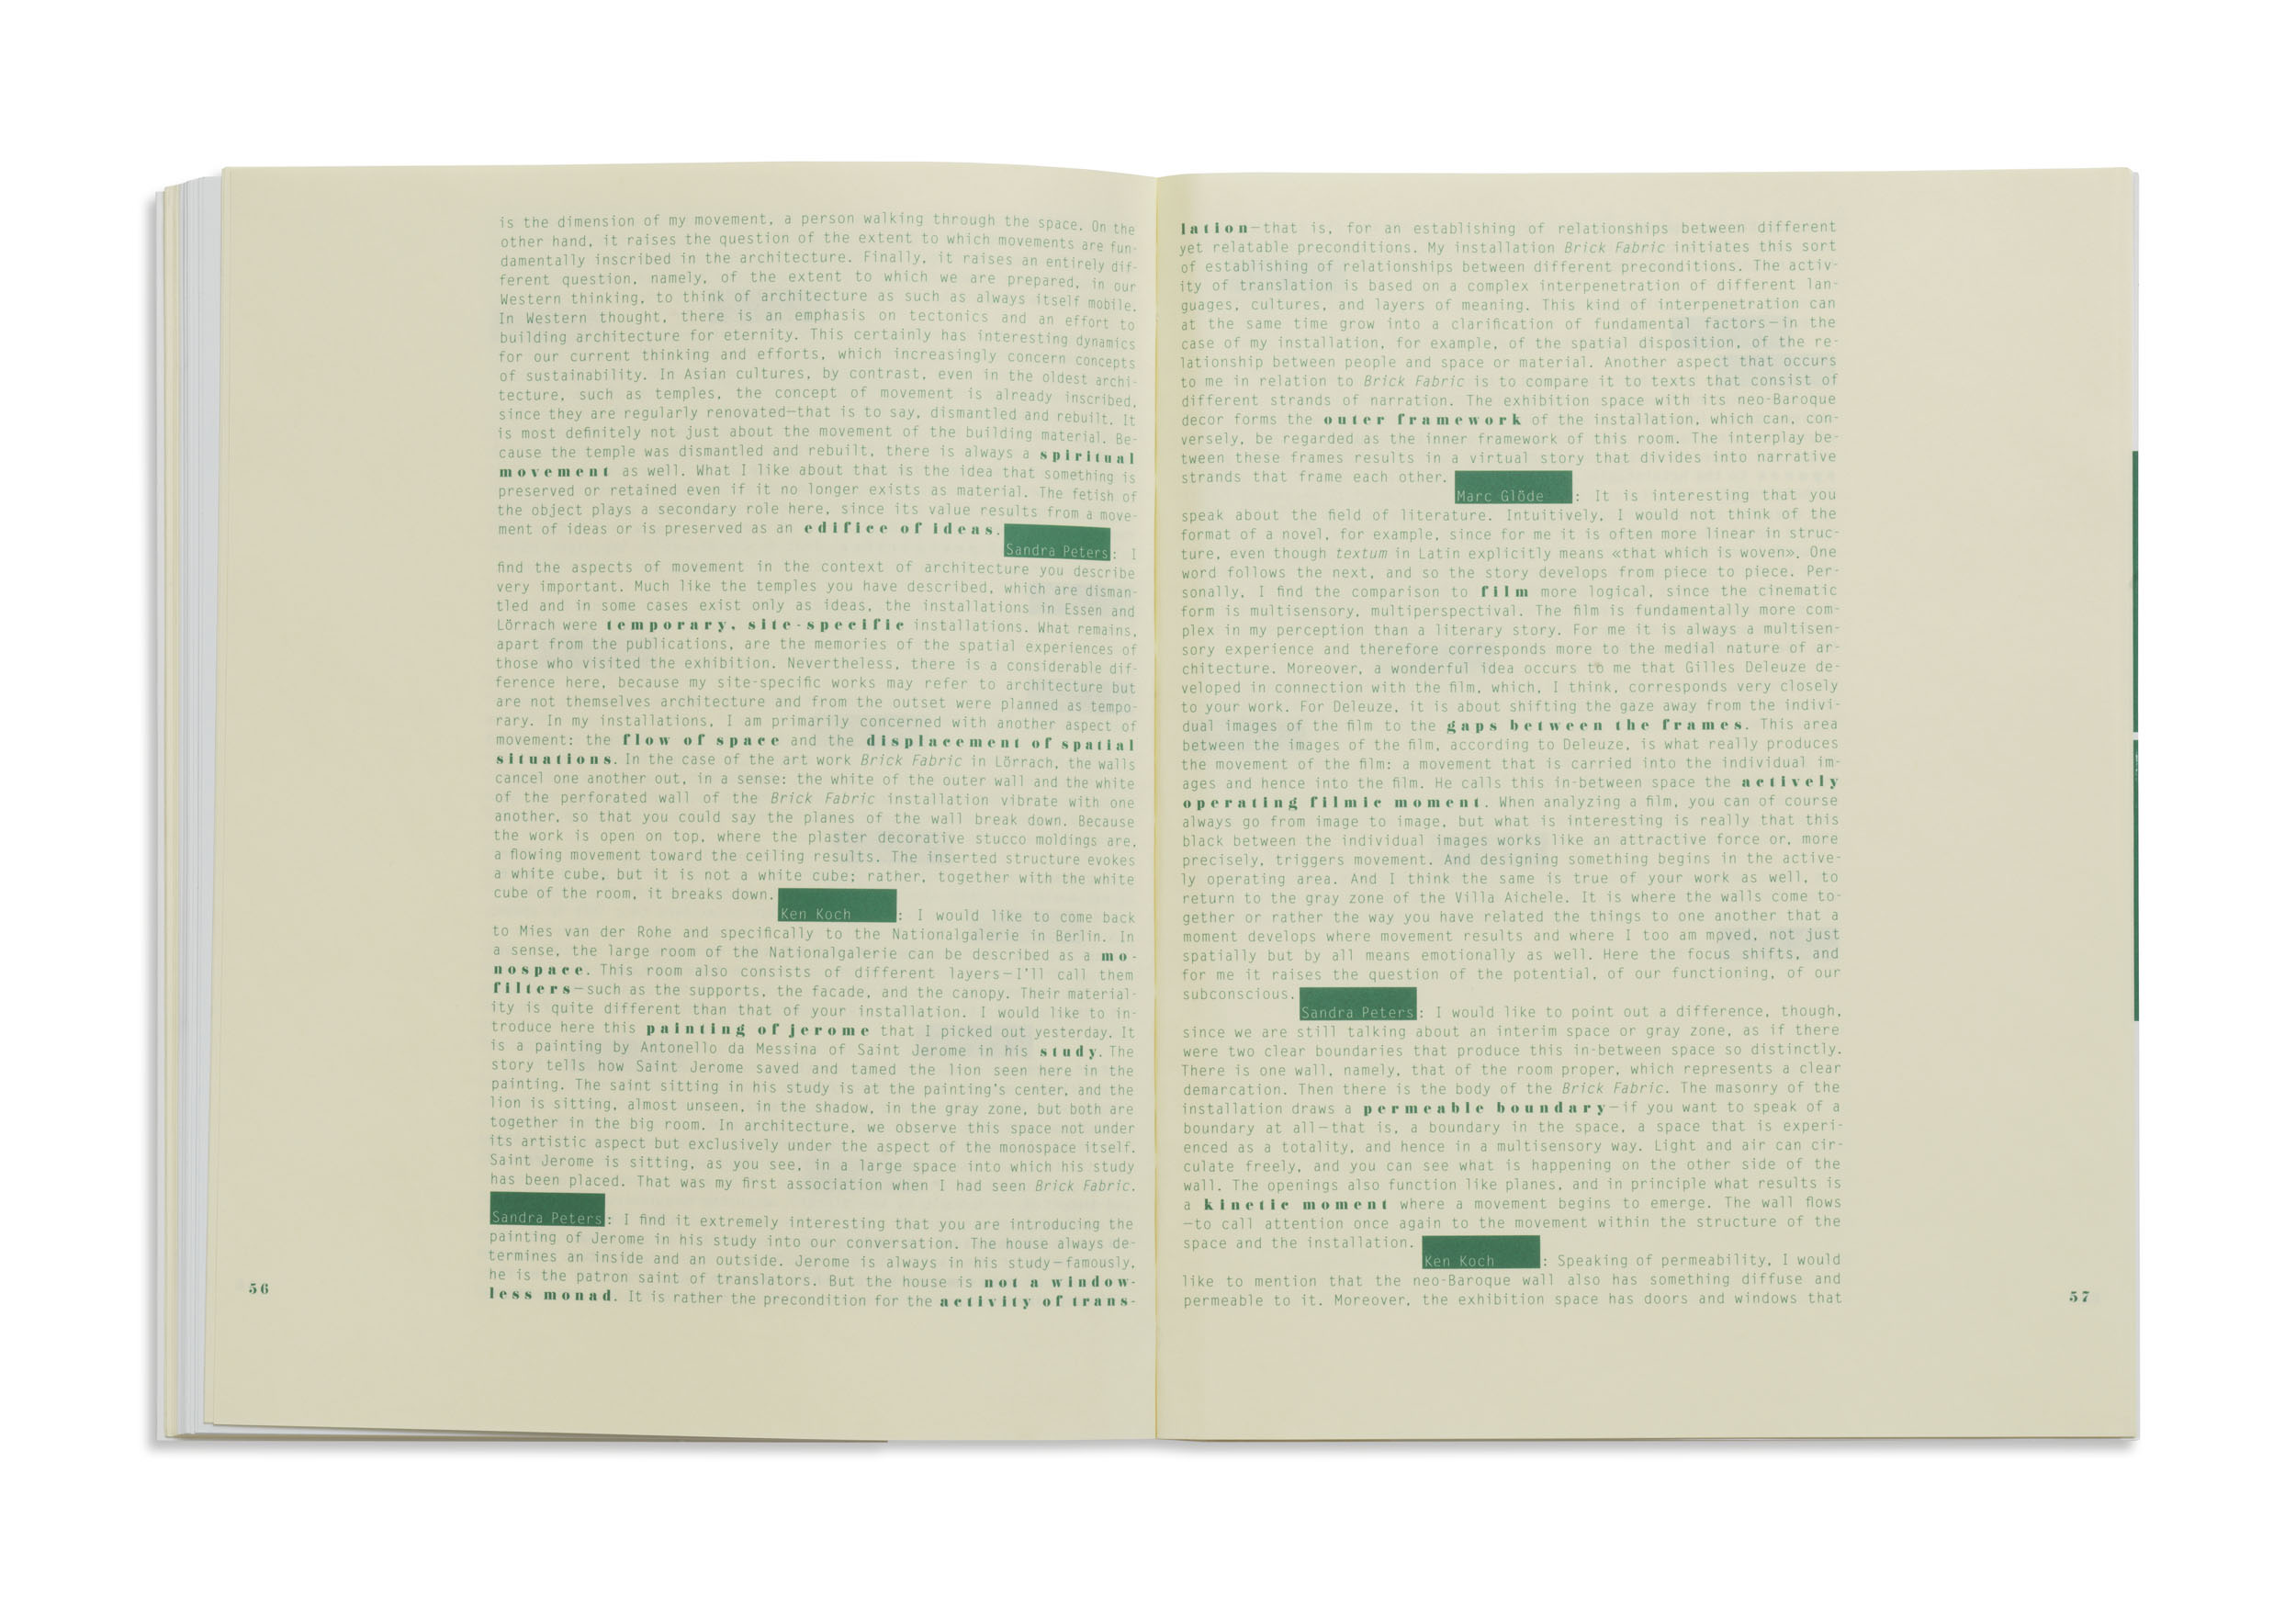 is the dimension of my movement, a person walking through the space. On the
other hand, it raises the question of the extent to which movements are fun-
damentally inscribed in the architecture. Finally, it raises an entirely dif-
ferent question, namely, of the extent to which we are prepared, in our
Western thinking, to think of architecture as such as always itself mobile.
In Western thought, there is an emphasis on tectonics and an effort to
building architecture for eternity. This certainly has interesting dynamics
for our current thinking and efforts, which increasingly concern concepts
of sustainability. In Asian cultures, by contrast, even in the oldest archi-
tecture, such as temples, the concept of movement is already inscribed,
since they are regularly renovated—that is to say, dismantled and rebuilt. It
is most definitely not just about the movement of the building material. Be-
cause the temple was dismantled and rebuilt, there is always a spiritual
movement as well. What I like about that is the idea that something is
preserved or retained even if it no longer exists as material. The fetish of
the object plays a secondary role here, since its value results from a move-
ment of ideas or is preserved as an edifice of ideas.
Sandra Peters: I
find the aspects of movement in the context of architecture you describe
very important. Much like the temples you have described, which are disman-
tled and in some cases exist only as ideas, the installations in Essen and
Lörrach were temporary, site-specific installations. What remains,
apart from the publications, are the memories of the spatial experiences of
those who visited the exhibition. Nevertheless, there is a considerable dif-
ference here, because my site-specific works may refer to architecture but
are not themselves architecture and from the outset were planned as tempo-
rary. In my installations, I am primarily concerned with another aspect of
movement: the flow of space and the displacement of spatial
situations. In the case of the art work Brick Fabric in Lörrach, the walls
cancel one another out, in a sense: the white of the outer wall and the white
of the perforated wall of the Brick Fabric installation vibrate with one
another, so that you could say the planes of the wall break down. Because
the work is open on top, where the plaster decorative stucco moldings are,
a flowing movement toward the ceiling results. The inserted structure evokes
a white cube, but it is not a white cube; rather, together with the white
cube of the room, it breaks down.
Ken Koch: I would like to come back
to Mies van der Rohe and specifically to the Nationalgalerie in Berlin. In
a sense, the large room of the Nationalgalerie can be described as a mo-
nospace. This room also consists of different layers—I'll call them
filters—such as the supports, the facade, and the canopy. Their material-
ity is quite different than that of your installation. I would like to in-
troduce here this painting of jerome that I picked out yesterday. It
is a painting by Antonello da Messina of Saint Jerome in his study. The
story tells how Saint Jerome saved and tamed the lion seen here in the
painting. The saint sitting in his study is at the painting's center, and the
lion is sitting, almost unseen, in the shadow, in the gray zone, but both are
together in the big room. In architecture, we observe this space not under
its artistic aspect but exclusively under the aspect of the monospace itself.
Saint Jerome is sitting, as you see, in a large space into which his study
has been placed. That was my first association when I had seen Brick Fabric.
Sandra Peters: I find it extremely interesting that you are introducing the
painting of Jerome in his study into our conversation. The house always de-
termines an inside and an outside. Jerome is always in his study—famously,
he is the patron saint of translators. But the house is not a window-
less monad. It is rather the precondition for the activity of trans-
56
lation—that is, for an establishing of relationships between different
yet relatable preconditions. My installation Brick Fabric initiates this sort
of establishing of relationships between different preconditions. The activ-
ity of translation is based on a complex interpenetration of different lan-
guages, cultures, and layers of meaning. This kind of interpenetration can
at the same time grow into a clarification of fundamental factors—in the
case of my installation, for example, of the spatial disposition, of the re-
lationship between people and space or material. Another aspect that occurs
to me in relation to Brick Fabric is to compare it to texts that consist of
different strands of narration. The exhibition space with its neo-Baroque
decor forms the outer framework of the installation, which can, con-
versely, be regarded as the inner framework of this room. The interplay be-
tween these frames results in a virtual story that divides into narrative
strands that frame each other.
Marc Glöde: It is interesting that you
speak about the field of literature. Intuitively, I would not think of the
format of a novel, for example, since for me it is often more linear in struc-
ture, even though textum in Latin explicitly means «that which is woven». One
word follows the next, and so the story develops from piece to piece. Per-
sonally, I find the comparison to film more logical, since the cinematic
form is multisensory, multiperspectival. The film is fundamentally more com-
plex in my perception than a literary story. For me it is always a multisen-
sory experience and therefore corresponds more to the medial nature of ar-
chitecture. Moreover, a wonderful idea occurs to me that Gilles Deleuze de-
veloped in connection with the film, which, I think, corresponds very closely
to your work. For Deleuze, it is about shifting the gaze away from the indivi-
dual images of the film to the gaps between the frames. This area
between the images of the film, according to Deleuze, is what really produces
the movement of the film: a movement that is carried into the individual im-
ages and hence into the film. He calls this in-between space the actively
operating filmic moment. When analyzing a film, you can of course
always go from image to image, but what is interesting is really that this
black between the individual images works like an attractive force or, more
precisely, triggers movement. And designing something begins in the active-
ly operating area. And I think the same is true of your work as well, to
return to the gray zone of the Villa Aichele. It is where the walls come to-
gether or rather the way you have related the things to one another that a
moment develops where movement results and where I too am moved, not just
spatially but by all means emotionally as well. Here the focus shifts, and
for me it raises the question of the potential, of our functioning, of our
subconscious.
Sandra Peters: I would like to point out a difference, though,
since we are still talking about an interim space or gray zone, as if there
were two clear boundaries that produce this in-between space so distinctly.
There is one wall, namely, that of the room proper, which represents a clear
demarcation. Then there is the body of the Brick Fabric. The masonry of the
installation draws a permeable boundary—if you want to speak of a
boundary at all—that is, a boundary in the space, a space that is experi-
enced as a totality, and hence in a multisensory way. Light and air can cir-
culate freely, and you can see what is happening on the other side of the
wall. The openings also function like planes, and in principle what results is
a kinetic moment where a movement begins to emerge. The wall flows
—to call attention once again to the movement within the structure of the
space and the installation.
Ken Koch: Speaking of permeability, I would
like to mention that the neo-Baroque wall also has something diffuse and
permeable to it. Moreover, the exhibition space has doors and windows that
57